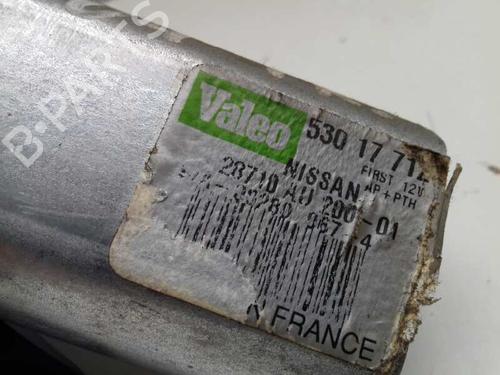 B-PARTS
Valeo 530 17 712
NISSAN FIRST 12V
28710 AU 200-01 AP+PTH
FRANCE